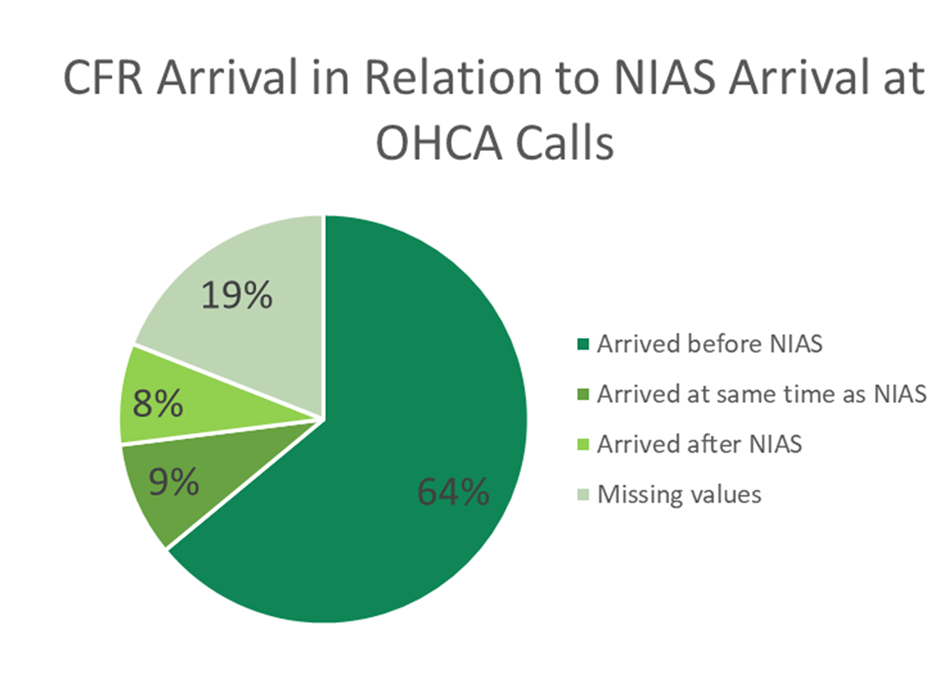 CFR Arrival in Relation to NIAS Arrival at
OHCA Calls
19%
8%
9%
64%
Arrived before NIAS
Arrived at same time as NIAS
Arrived after NIAS
Missing values